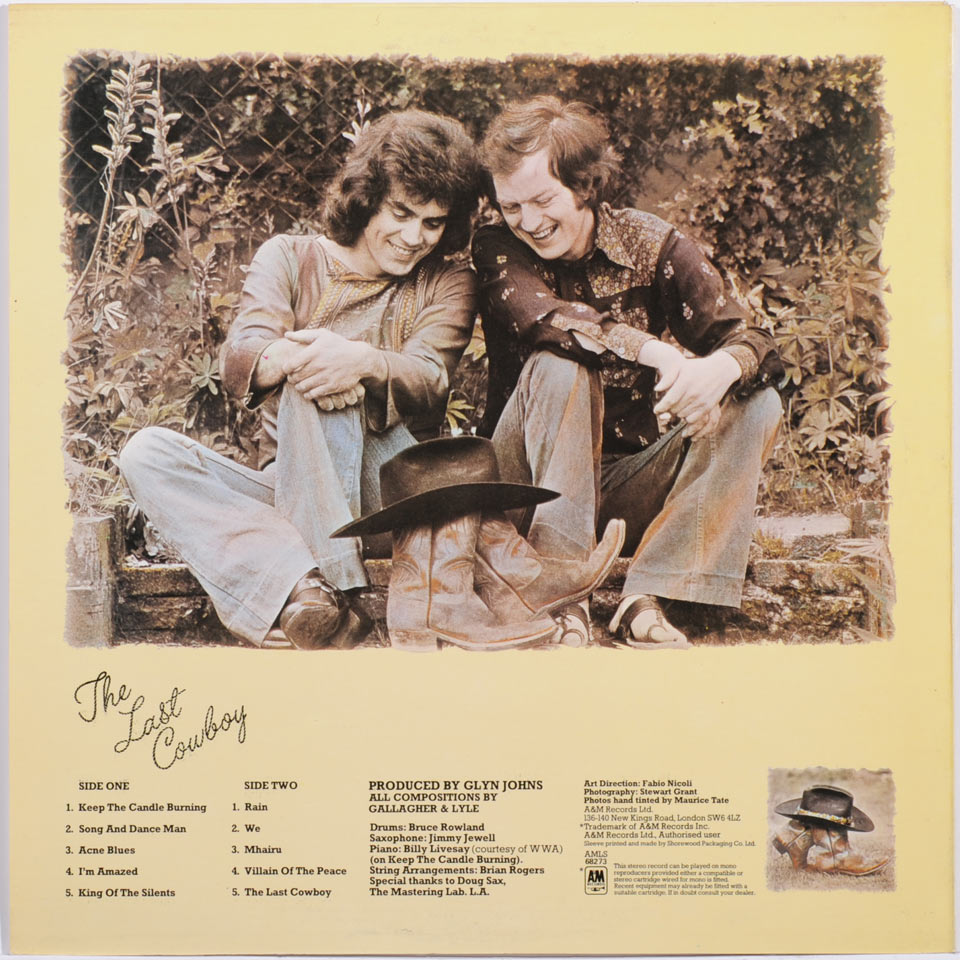 The
Last
Cowboy
SIDE ONE
1. Keep The Candle Burning
2. Song And Dance Man
3. Acne Blues
4. I'm Amazed
5. King Of The Silents
SIDE TWO
1. Rain
2. We
3. Mhairu
4. Villain Of The Peace
5. The Last Cowboy
PRODUCED BY GLYN JOHNS
ALL COMPOSITIONS BY
GALLAGHER & LYLE
Drums: Bruce Rowland
Saxophone: Jimmy Jewell
Piano: Billy Livesay (courtesy of WWA)
(on Keep The Candle Burning).
String Arrangements: Brian Rogers
Special thanks to Doug Sax,
The Mastering Lab. L.A.
Art Direction: Fabio Nicoli
Photography: Stewart Grant
Photos hand tinted by Maurice Tate
A&M Records Ltd.
136-140 New Kings Road, London SW6 4LZ
*Trademark of A&M Records Inc.
A&M Records Ltd., Authorised user
Sleeve printed and made by Shorewood Packaging Co. Ltd.
AMLS
68273
* AM
RECORDS
This stereo record can be played on mono
reproducers provided either a compatible or
stereo cartridge wired for mono is fitted.
Recent equipment may already be fitted with a
suitable cartridge. If in doubt consult your dealer.